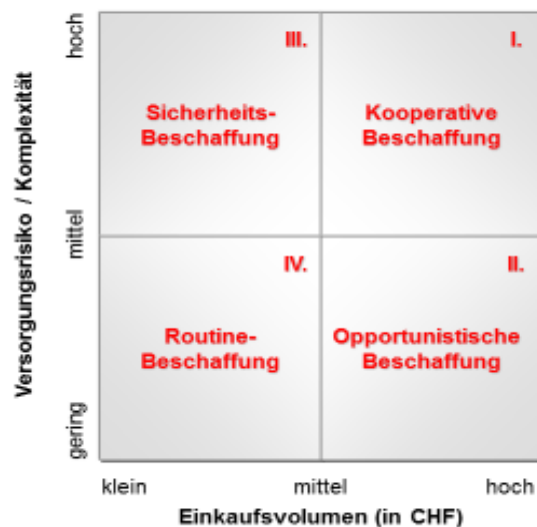 Versorgungsrisiko / Komplexität
hoch
mittel
gering
III.
Sicherheits-
Beschaffung
I.
Kooperative
Beschaffung
IV.
Routine-
Beschaffung
II.
Opportunistische
Beschaffung
klein
mittel
hoch
Einkaufsvolumen (in CHF)